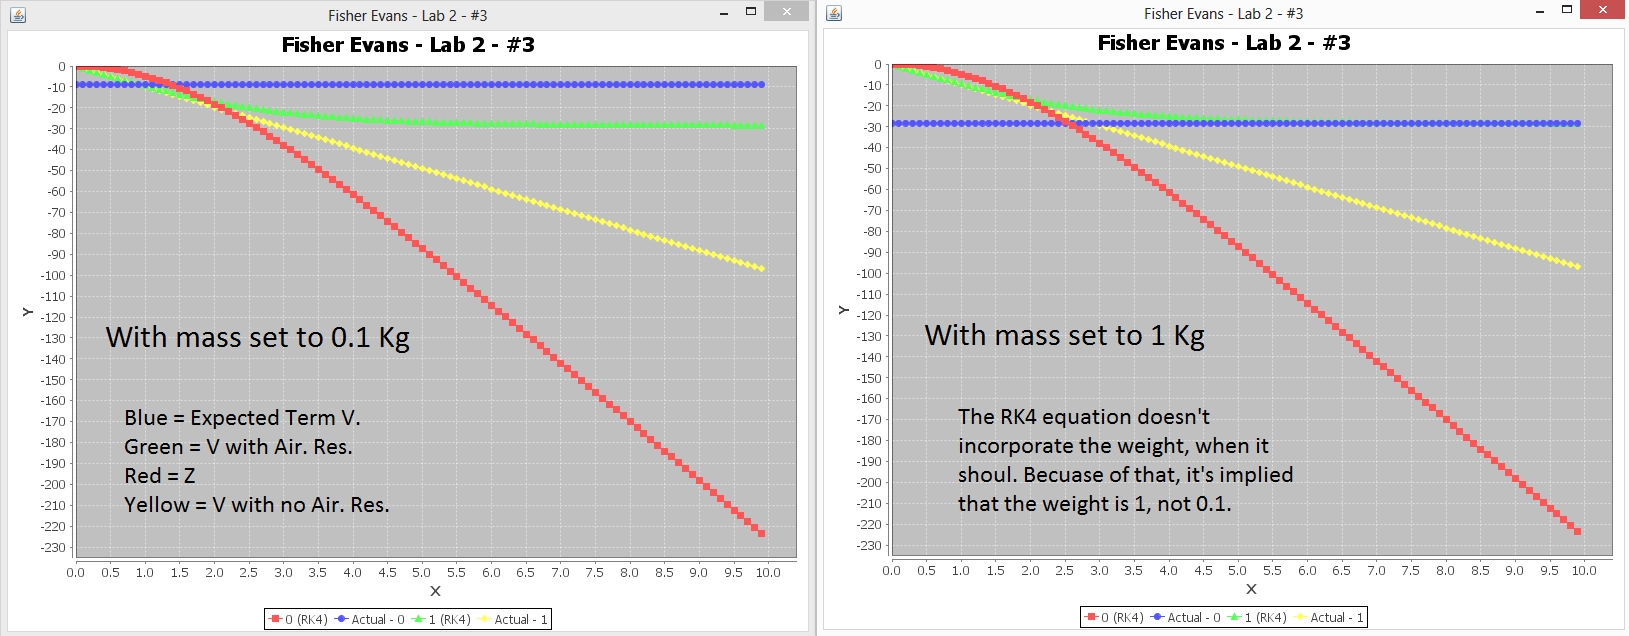 Fisher Evans - Lab 2 - #3
Fisher Evans - Lab 2 - #3
0
-10
-20
-30
-40
-50
-60
-70
-80
-90
-100
-110
-120
-130
-140
-150
-160
-170
-180
-190
-200
-210
-220
-230
Y
With mass set to 0.1 Kg
Blue = Expected Term V.
Green = V with Air. Res.
Red = Z
Yellow = V with no Air. Res.
0.0 0.5 1.0 1.5 2.0 2.5 3.0 3.5 4.0 4.5 5.0 5.5 6.0 6.5 7.0 7.5 8.0 8.5 9.0 9.5 10.0
X
0 (RK4) Actual - 0 1 (RK4) Actual - 1
Fisher Evans - Lab 2 - #3
Fisher Evans - Lab 2 - #3
0
-10
-20
-30
-40
-50
-60
-70
-80
-90
-100
-110
-120
-130
-140
-150
-160
-170
-180
-190
-200
-210
-220
-230
Y
With mass set to 1 Kg
The RK4 equation doesn't
incorporate the weight, when it
shoul. Becuase of that, it's implied
that the weight is 1, not 0.1.
0.0 0.5 1.0 1.5 2.0 2.5 3.0 3.5 4.0 4.5 5.0 5.5 6.0 6.5 7.0 7.5 8.0 8.5 9.0 9.5 10.0
X
0 (RK4) Actual - 0 1 (RK4) Actual - 1